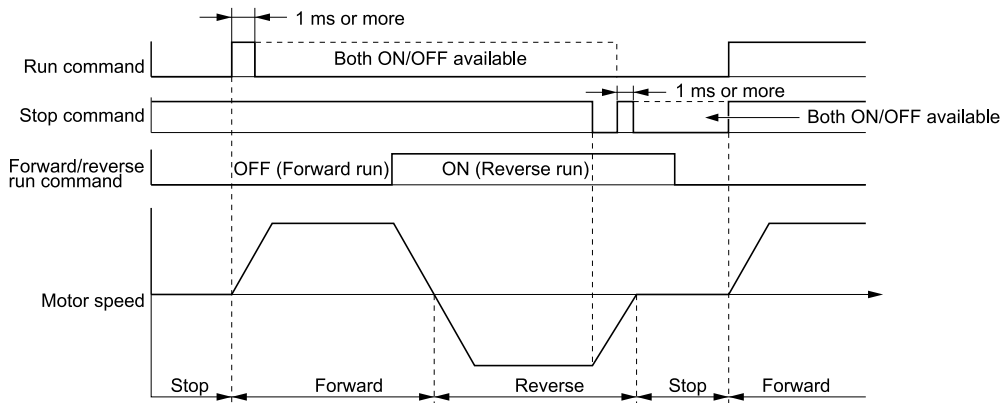 1 ms or more
Run command
Both ON/OFF available
Stop command
1 ms or more
Both ON/OFF available
Forward/reverse
run command
OFF (Forward run)
ON (Reverse run)
Motor speed
Stop
Forward
Reverse
Stop
Forward